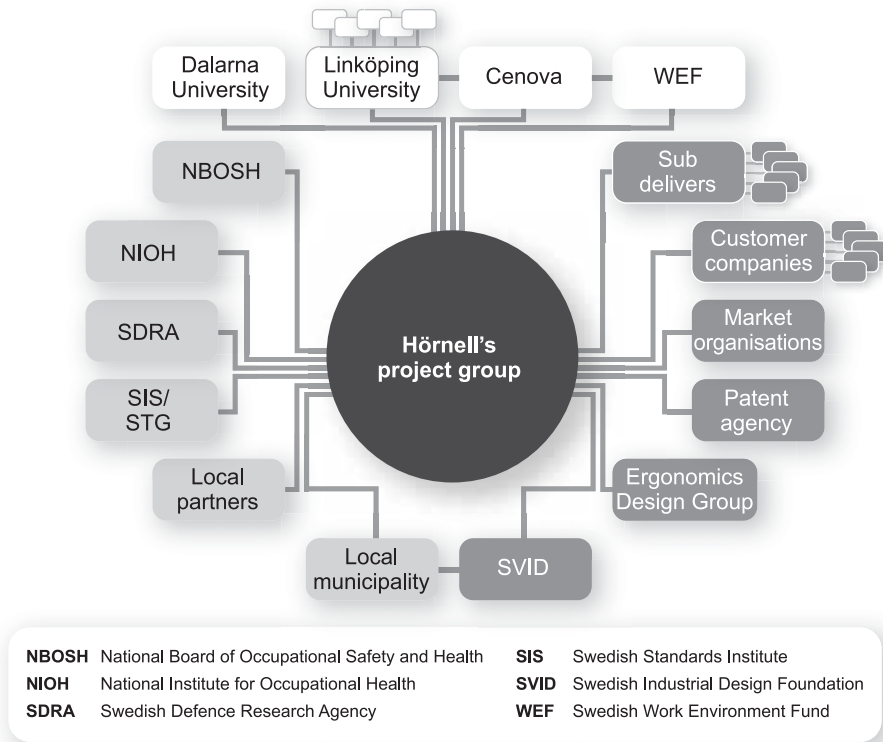 Dalarna
University
Linköping
University
Cenova
WEF
NBOSH
Sub
delivers
NIOH
Customer
companies
SDRA
Hörnell's
project group
Market
organisations
SIS/
STG
Patent
agency
Local
partners
Ergonomics
Design Group
Local
municipality
SVID
NBOSH National Board of Occupational Safety and Health
NIOH National Institute for Occupational Health
SDRA Swedish Defence Research Agency
SIS Swedish Standards Institute
SVID Swedish Industrial Design Foundation
WEF Swedish Work Environment Fund